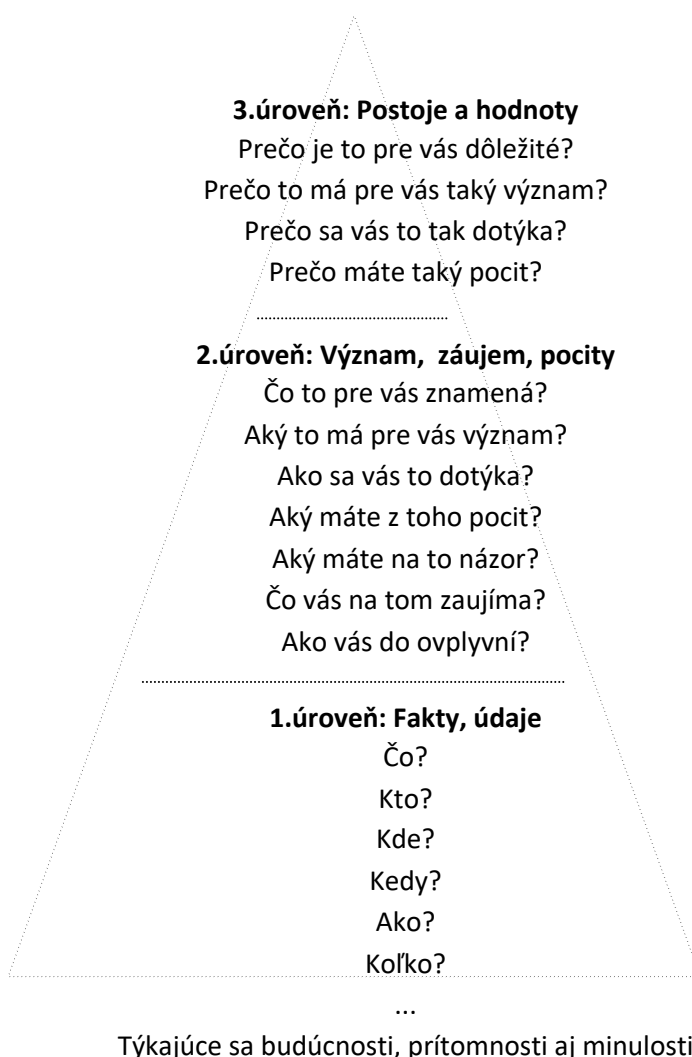 3.úroveň: Postoje a hodnoty
Prečo je to pre vás dôležité?
Prečo to má pre vás taký význam?
Prečo sa vás to tak dotýka?
Prečo máte taký pocit?
2.úroveň: Význam, záujem, pocity
Čo to pre vás znamená?
Aký to má pre vás význam?
Ako sa vás to dotýka?
Aký máte z toho pocit?
Aký máte na to názor?
Čo vás na tom zaujíma?
Ako vás do ovplyvní?
1.úroveň: Fakty, údaje
Čo?
Kto?
Kde?
Kedy?
Ako?
Koľko?
...
Týkajúce sa budúcnosti, prítomnosti aj minulosti